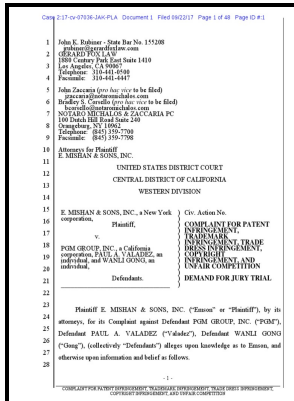 Case 2:17-cv-07036-JAK-PLA Document 1 Filed 09/22/17 Page 1 of 48 Page ID #:1
1 John K. Rubiner - State Bar No. 155208
jrubiner@gerardfoxlaw.com
2 GERARD FOX LAW
1880 Century Park East Suite 1410
3 Los Angeles, CA 90067
Telephone: 310-441-0500
4 Facsimile: 310-441-4447
5 John Zaccaria (pro hac vice to be filed)
jzaccaria@notaromichalos.com
6 Bradley S. Corsello (pro hac vice to be filed)
bcorsello@notaromichalos.com
7 NOTARO MICHALOS & ZACCARIA PC
100 Dutch Hill Road Suite 240
8 Orangeburg, NY 10962
Telephone: (845) 359-7700
9 Facsimile: (845) 359-7798
10 Attorneys for Plaintiff
E. MISHAN & SONS, INC.
11
UNITED STATES DISTRICT COURT
12
CENTRAL DISTRICT OF CALIFORNIA
13
WESTERN DIVISION
14
15
E. MISHAN & SONS, INC., a New York corporation,
16
Plaintiff,
17
v.
18
PGM GROUP, INC., a California corporation, PAUL A. VALADEZ, an individual, and WANLI GONG, an individual,
19
20
Defendants.
21
Civ. Action No.
COMPLAINT FOR PATENT
INFRINGEMENT,
TRADEMARK
INFRINGEMENT, TRADE
DRESS INFRINGEMENT,
COPYRIGHT
INFRINGEMENT, AND
UNFAIR COMPETITION
DEMAND FOR JURY TRIAL
22
23 Plaintiff E. MISHAN & SONS, INC. ("Emson" or "Plaintiff"), by its
24 attorneys, for its Complaint against Defendant PGM GROUP, INC. ("PGM"),
25 Defendant PAUL A. VALADEZ ("Valadez"), Defendant WANLI GONG
26 ("Gong"), (collectively "Defendants") alleges upon knowledge as to Emson, and
27 otherwise upon information and belief as follows.
28
- 1 -
COMPLAINT FOR PATENT INFRINGEMENT, TRADEMARK INFRINGEMENT, TRADE DRESS INFRINGEMENT,
COPYRIGHT INFRINGEMENT, AND UNFAIR COMPETITION